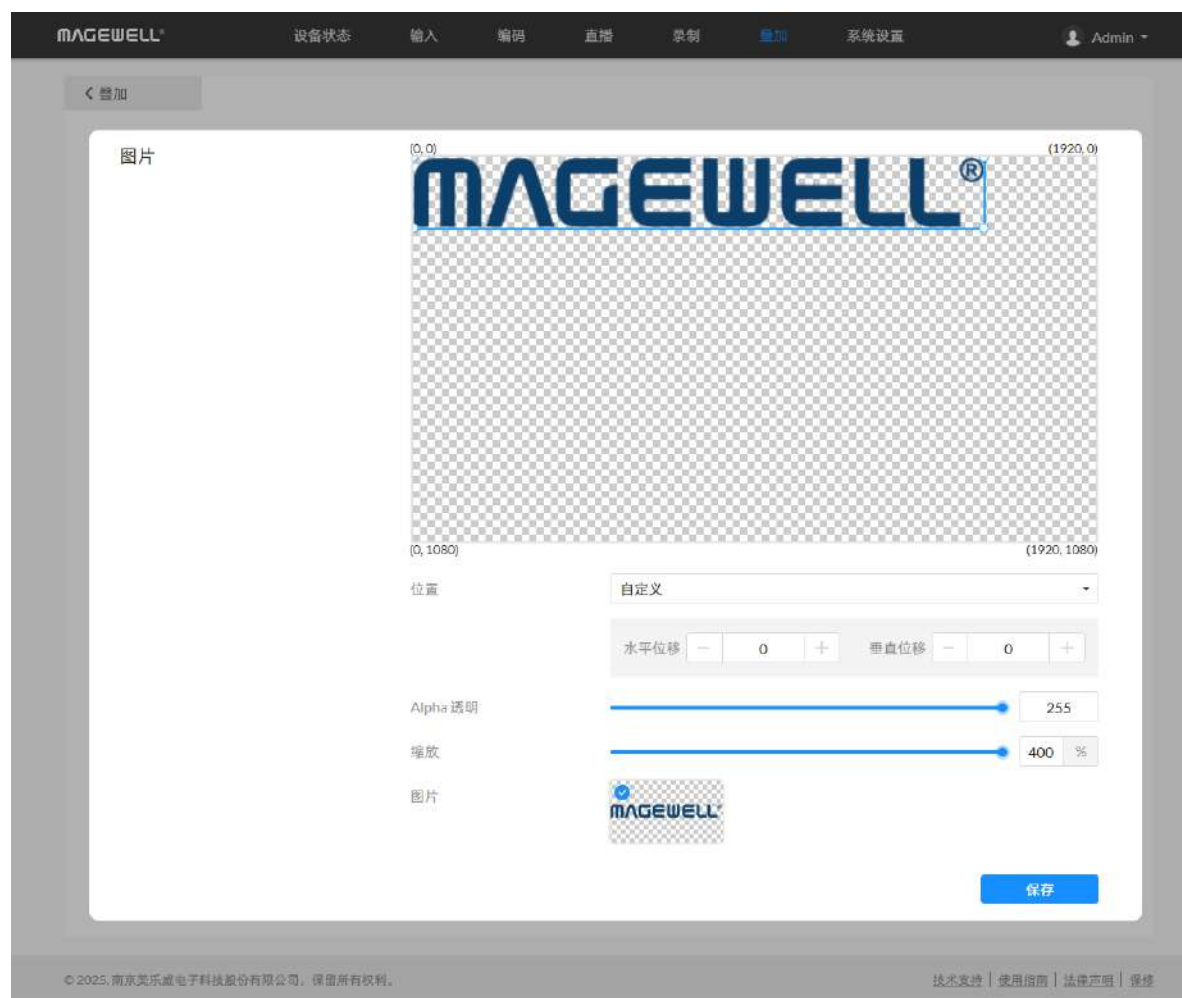 MAGEWELL® 设备状态 输入 编码 直播 录制 叠加 系统设置 Admin
叠加
图片
(0, 0) (1920, 0)
MAGEWELL®
(0, 1080) (1920, 1080)
位置 自定义
水平位移 − 0 + 垂直位移 − 0 +
Alpha 透明 255
缩放 400 %
图片 MAGEWELL®
保存
© 2025, 南京美乐威电子科技股份有限公司。保留所有权利。 技术支持 | 使用指南 | 法律声明 | 保修